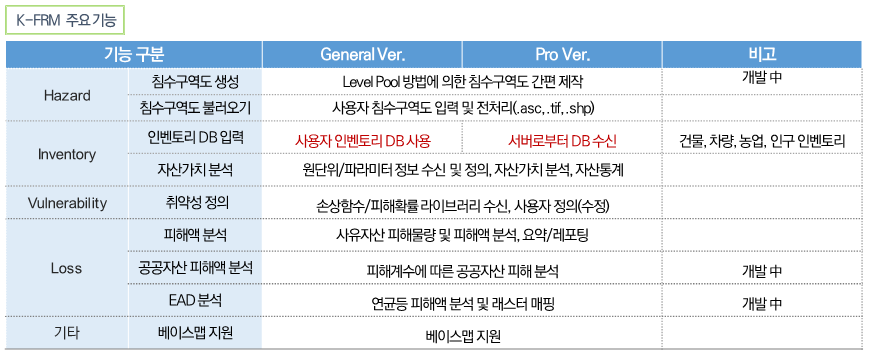 K-FRM 주요기능
기능 구분 General Ver. Pro Ver. 비고
Hazard 침수구역도 생성 Level Pool 방법에 의한 침수구역도 간편 제작 개발 中
침수구역도 불러오기 사용자 침수구역도 입력 및 전처리(.asc, .tif, .shp)
Inventory 인벤토리 DB 입력 사용자 인벤토리 DB 사용 서버로부터 DB 수신 건물, 차량, 농업, 인구 인벤토리
자산가치 분석 원단위/파라미터 정보 수신 및 정의, 자산가치 분석, 자산통계
Vulnerability 취약성 정의 손상함수/피해확률 라이브러리 수신, 사용자 정의(수정)
Loss 피해액 분석 사유자산 피해물량 및 피해액 분석, 요약/레포팅
공공자산 피해액 분석 피해계수에 따른 공공자산 피해 분석 개발 中
EAD 분석 연균등 피해액 분석 및 래스터 매핑 개발 中
기타 베이스맵 지원 베이스맵 지원